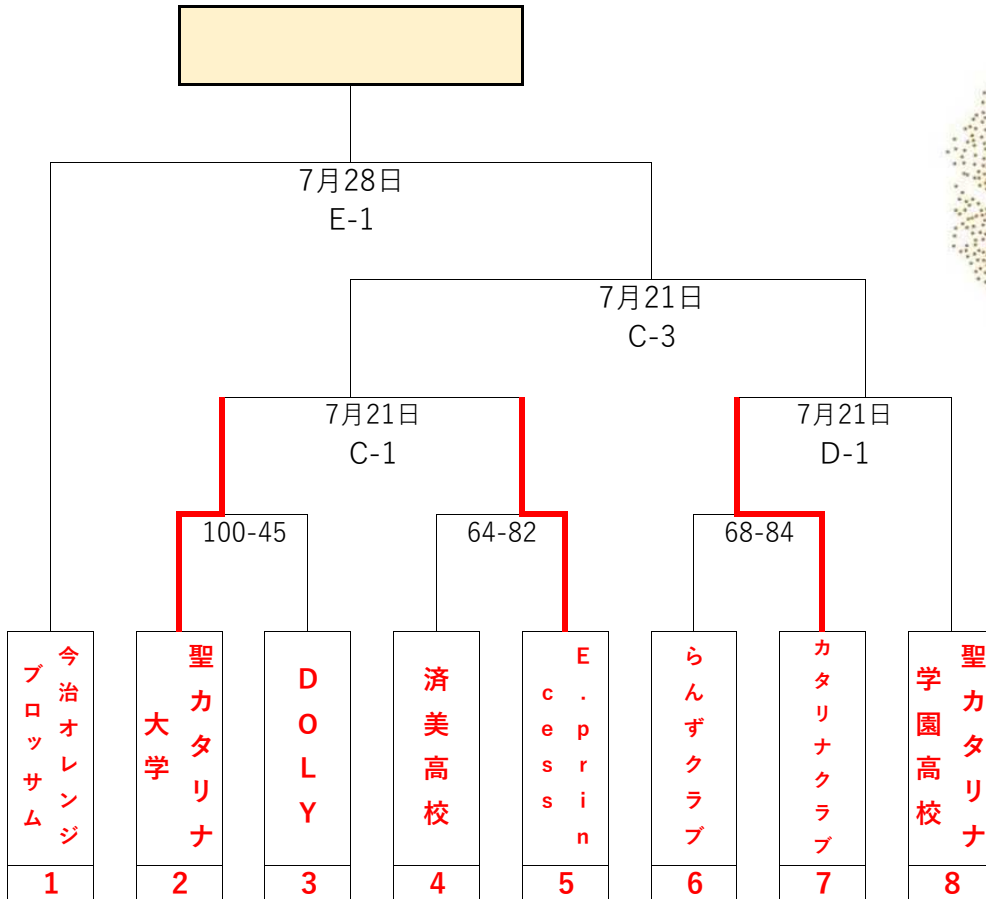 7月28日
E-1
7月21日
C-3
7月21日
C-1
7月21日
D-1
100-45
64-82
68-84
今治オレンジ
ブロッサム
聖カタリナ
大学
DOLY
済美高校
E.prin
cess
らんずクラブ
カタリナクラブ
聖カタリナ
学園高校
1
2
3
4
5
6
7
8